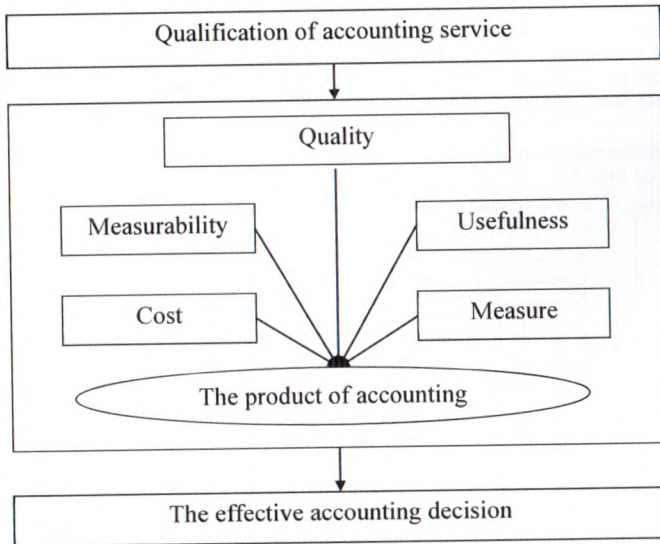 Qualification of accounting service
Quality
Measurability
Usefulness
Cost
Measure
The product of accounting
The effective accounting decision